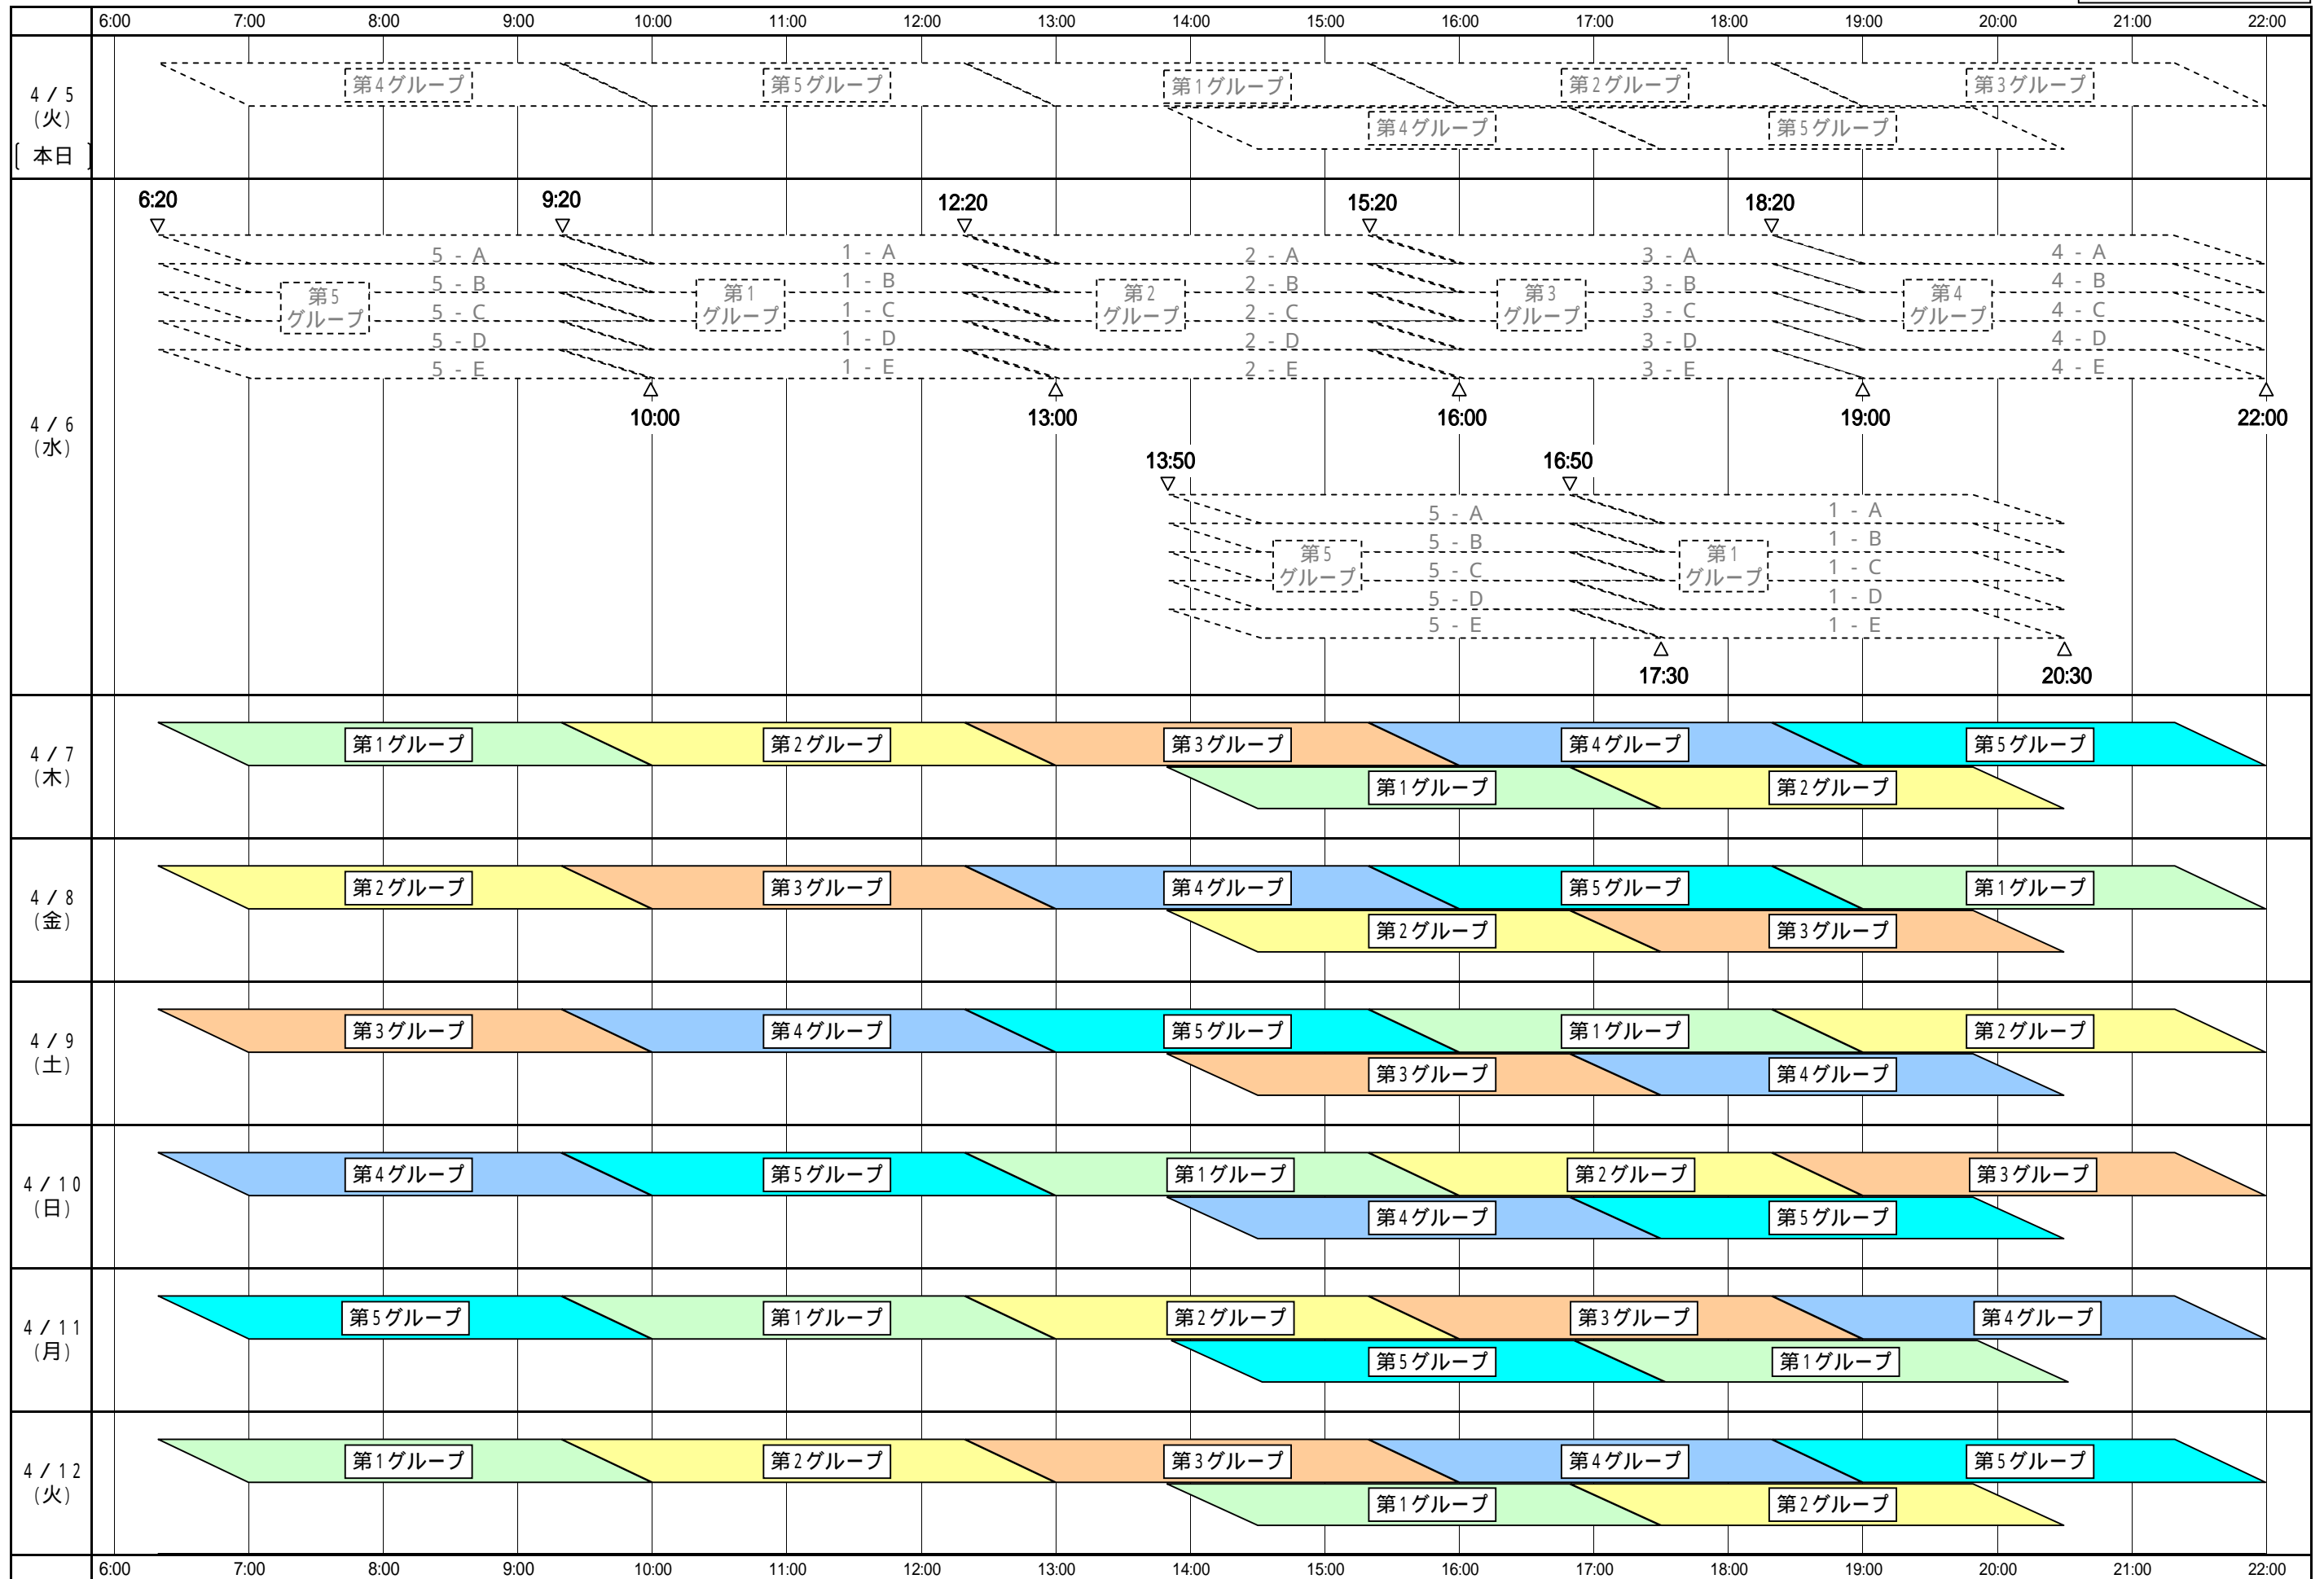 6:00 7:00 8:00 9:00 10:00 11:00 12:00 13:00 14:00 15:00 16:00 17:00 18:00 19:00 20:00 21:00 22:00
4/5
(火)
[本日]
第4グループ 第5グループ 第1グループ 第2グループ 第3グループ
第4グループ 第5グループ
4/6
(水)
6:20 9:20 12:20 15:20 18:20
5-A 1-A 2-A 3-A 4-A
5-B 1-B 2-B 3-B 4-B
第5 第1 第2 第3 第4
グループ グループ グループ グループ グループ
5-C 1-C 2-C 3-C 4-C
5-D 1-D 2-D 3-D 4-D
5-E 1-E 2-E 3-E 4-E
10:00 13:00 16:00 19:00 22:00
13:50 16:50
5-A 1-A
5-B 1-B
第5 第1
グループ グループ
5-C 1-C
5-D 1-D
5-E 1-E
17:30 20:30
4/7
(木)
第1グループ 第2グループ 第3グループ 第4グループ 第5グループ
第1グループ 第2グループ
4/8
(金)
第2グループ 第3グループ 第4グループ 第5グループ 第1グループ
第2グループ 第3グループ
4/9
(土)
第3グループ 第4グループ 第5グループ 第1グループ 第2グループ
第3グループ 第4グループ
4/10
(日)
第4グループ 第5グループ 第1グループ 第2グループ 第3グループ
第4グループ 第5グループ
4/11
(月)
第5グループ 第1グループ 第2グループ 第3グループ 第4グループ
第5グループ 第1グループ
4/12
(火)
第1グループ 第2グループ 第3グループ 第4グループ 第5グループ
第1グループ 第2グループ
6:00 7:00 8:00 9:00 10:00 11:00 12:00 13:00 14:00 15:00 16:00 17:00 18:00 19:00 20:00 21:00 22:00